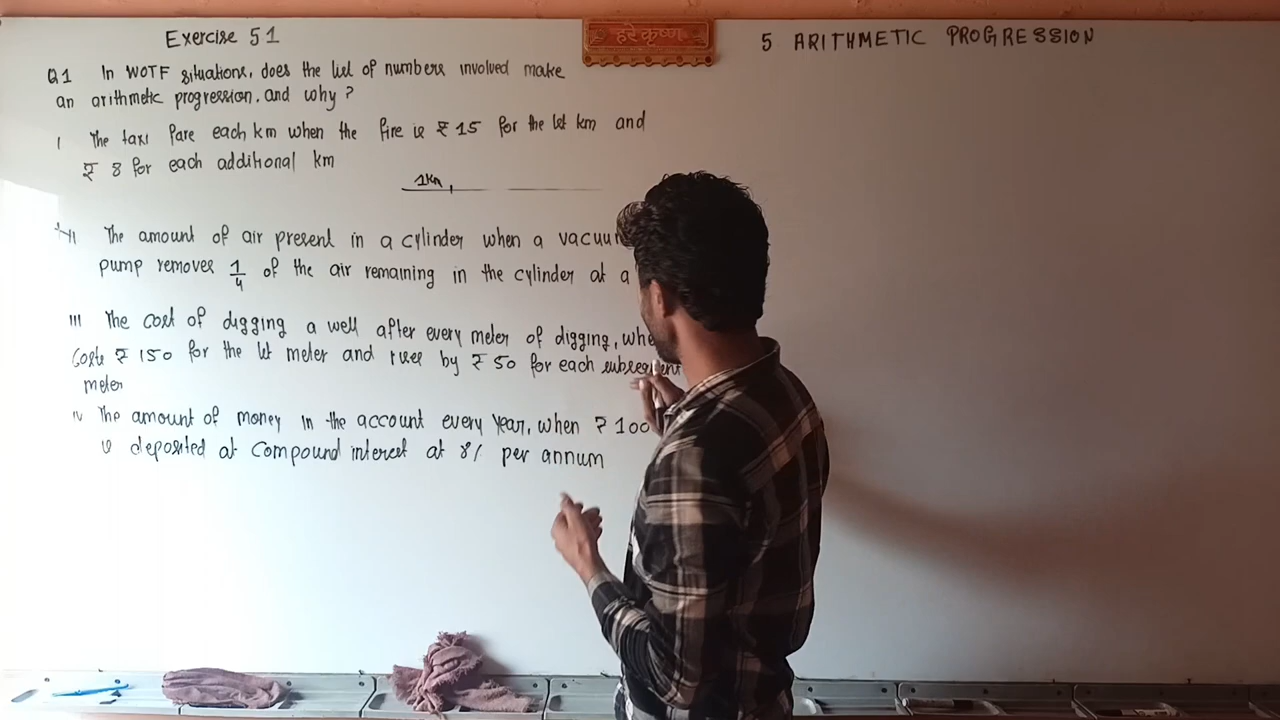 Exercise 51
हरे कृष्ण
5 ARITHMETIC PROGRESSION
Q1 In WOTF situations, does the list of numbers involved make
an arithmetic progression, and why?
I The taxi fare each km when the fire is ₹ 15 for the 1st km and
₹ 8 for each additional km
1Km
II The amount of air present in a cylinder when a vacuum
pump removes 1/4 of the air remaining in the cylinder at a
III The cost of digging a well after every meter of digging, whe
costs ₹ 150 for the 1st meter and rises by ₹ 50 for each subsequent
meter
IV The amount of money in the account every year, when ₹ 100
is deposited at compound interest at 8% per annum